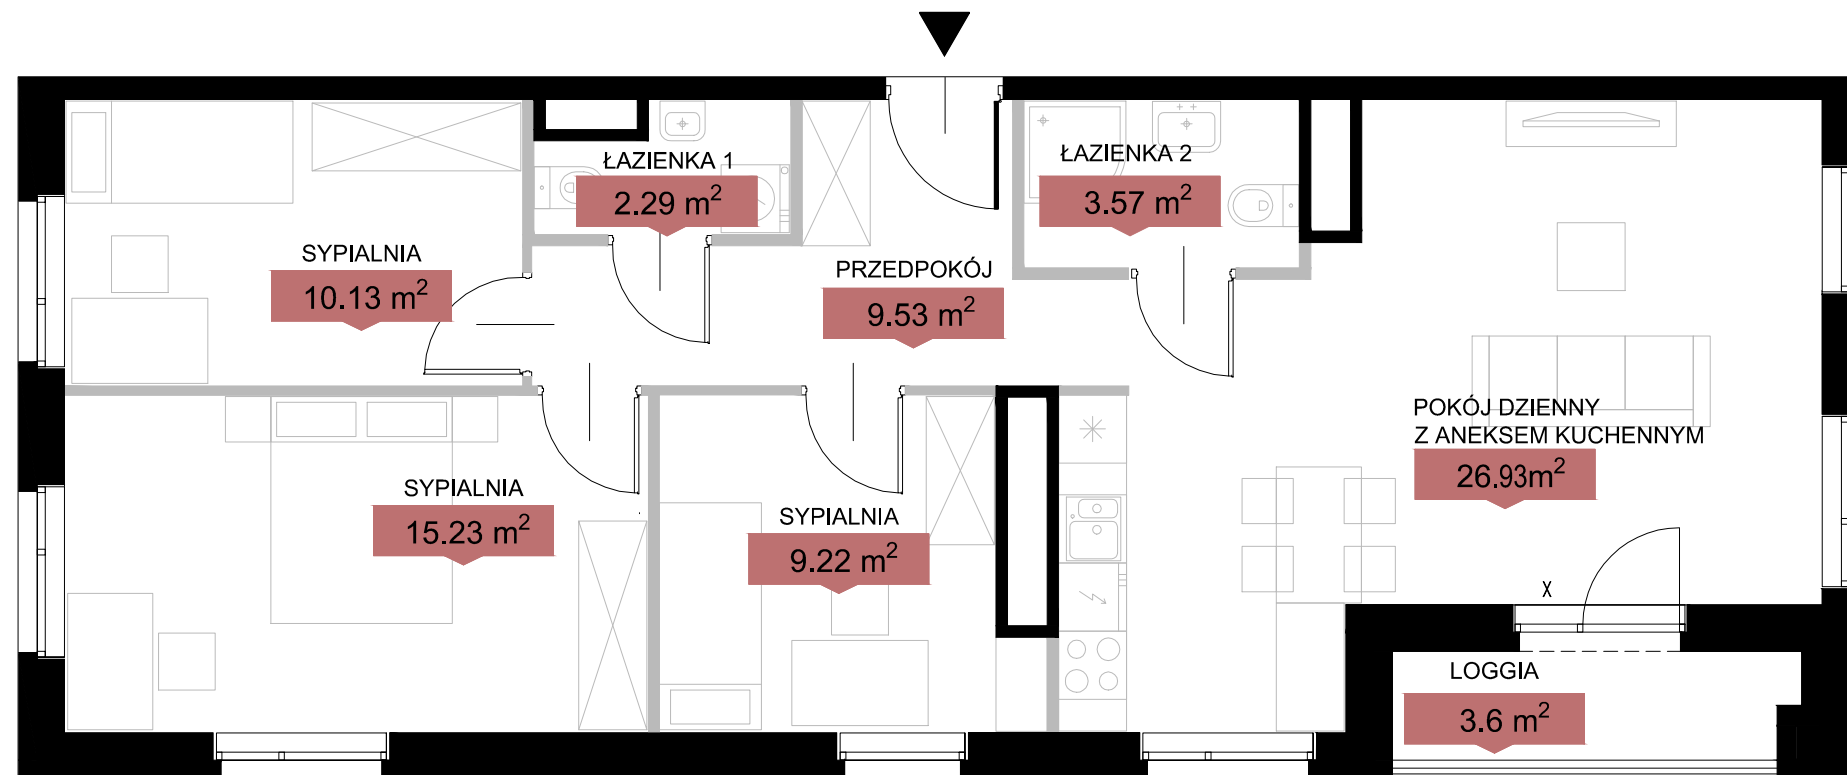 ŁAZIENKA 1
2.29 m²
ŁAZIENKA 2
3.57 m²
SYPIALNIA
10.13 m²
PRZEDPOKÓJ
9.53 m²
POKÓJ DZIENNY
Z ANEKSEM KUCHENNYM
26.93m²
SYPIALNIA
15.23 m²
SYPIALNIA
9.22 m²
X
LOGGIA
3.6 m²